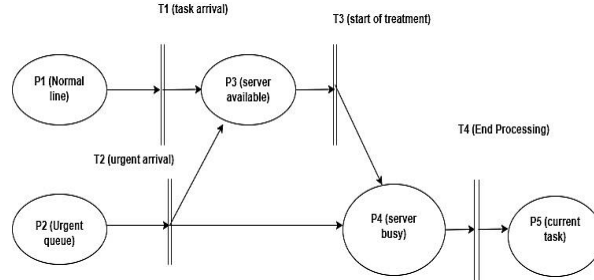 T1 (task arrival)
T3 (start of treatment)
P1 (Normal
line)
P3 (server
available)
T4 (End Processing)
T2 (urgent arrival)
P2 (Urgent
queue)
P4 (server
busy)
P5 (current
task)